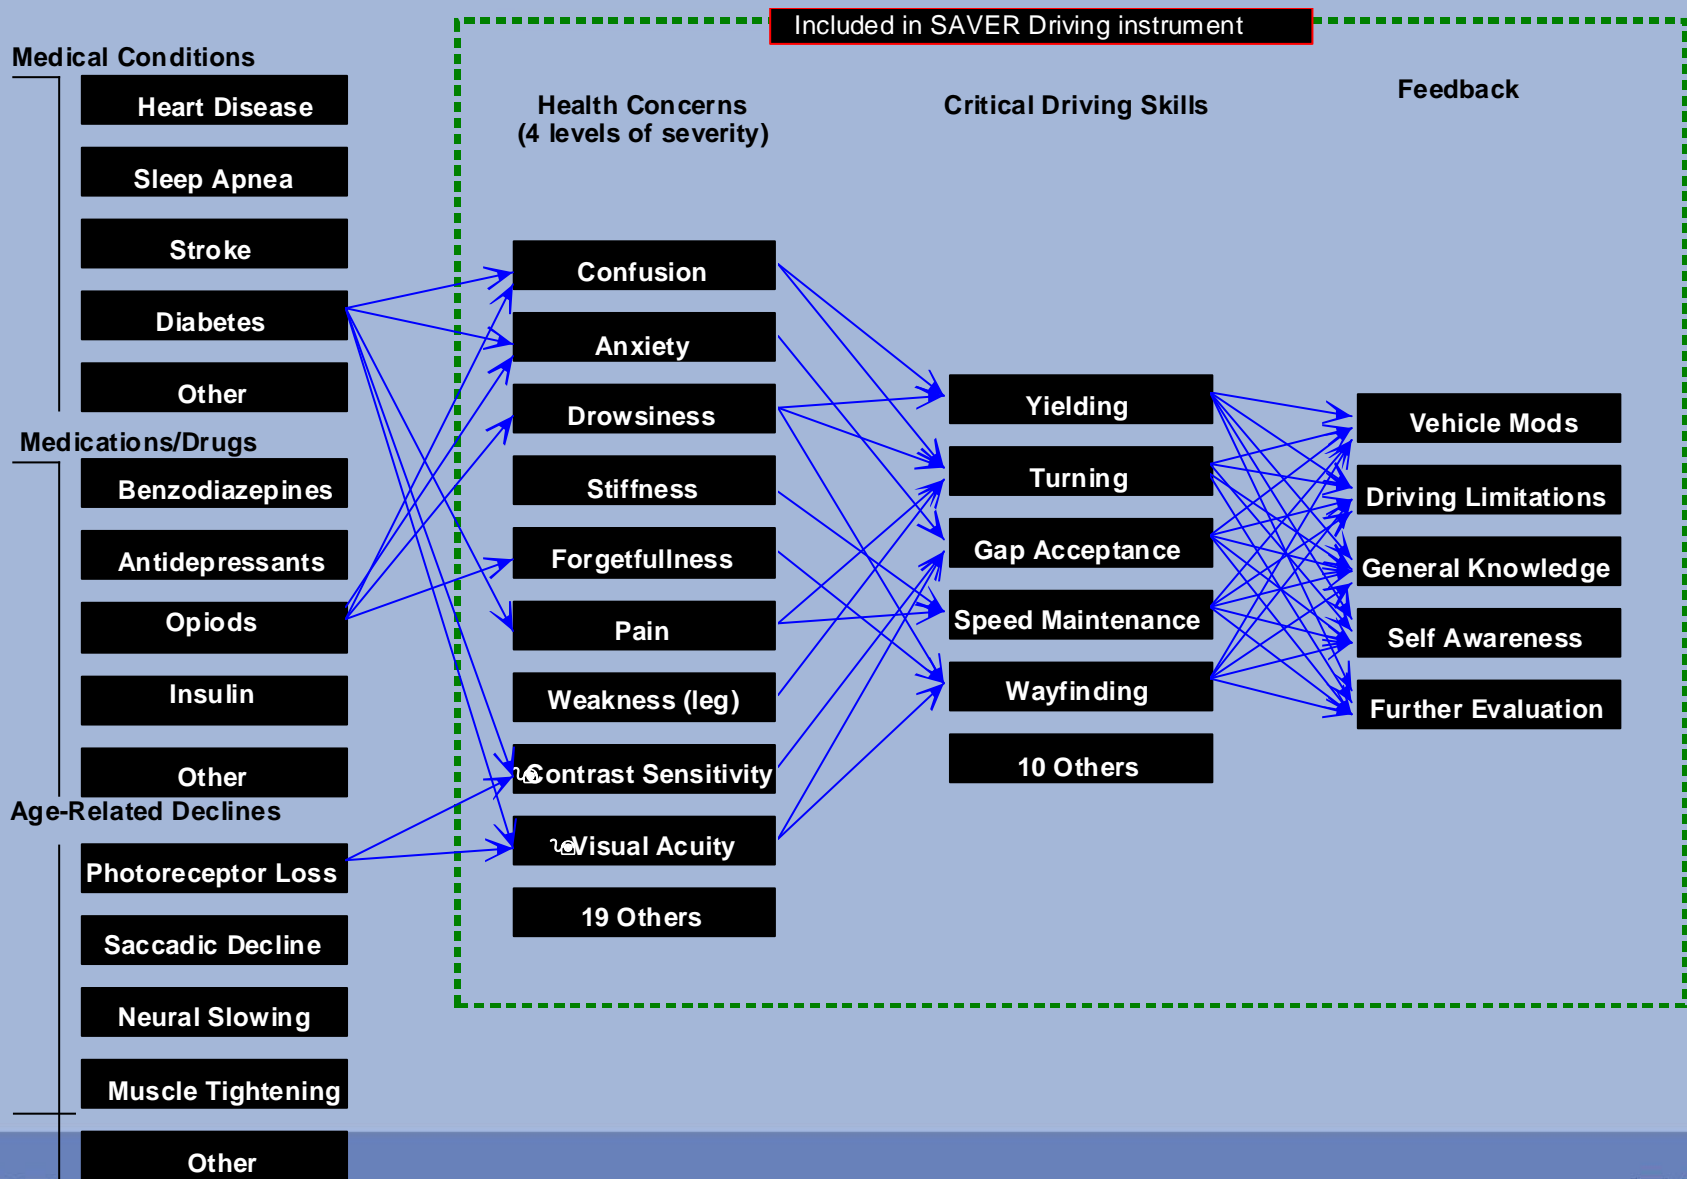 Included in SAVER Driving instrument
Medical Conditions
Heart Disease
Sleep Apnea
Stroke
Diabetes
Other
Medications/Drugs
Benzodiazepines
Antidepressants
Opiods
Insulin
Other
Age-Related Declines
Photoreceptor Loss
Saccadic Decline
Neural Slowing
Muscle Tightening
Other
Health Concerns
(4 levels of severity)
Confusion
Anxiety
Drowsiness
Stiffness
Forgetfullness
Pain
Weakness (leg)
Contrast Sensitivity
Visual Acuity
19 Others
Critical Driving Skills
Yielding
Turning
Gap Acceptance
Speed Maintenance
Wayfinding
10 Others
Feedback
Vehicle Mods
Driving Limitations
General Knowledge
Self Awareness
Further Evaluation